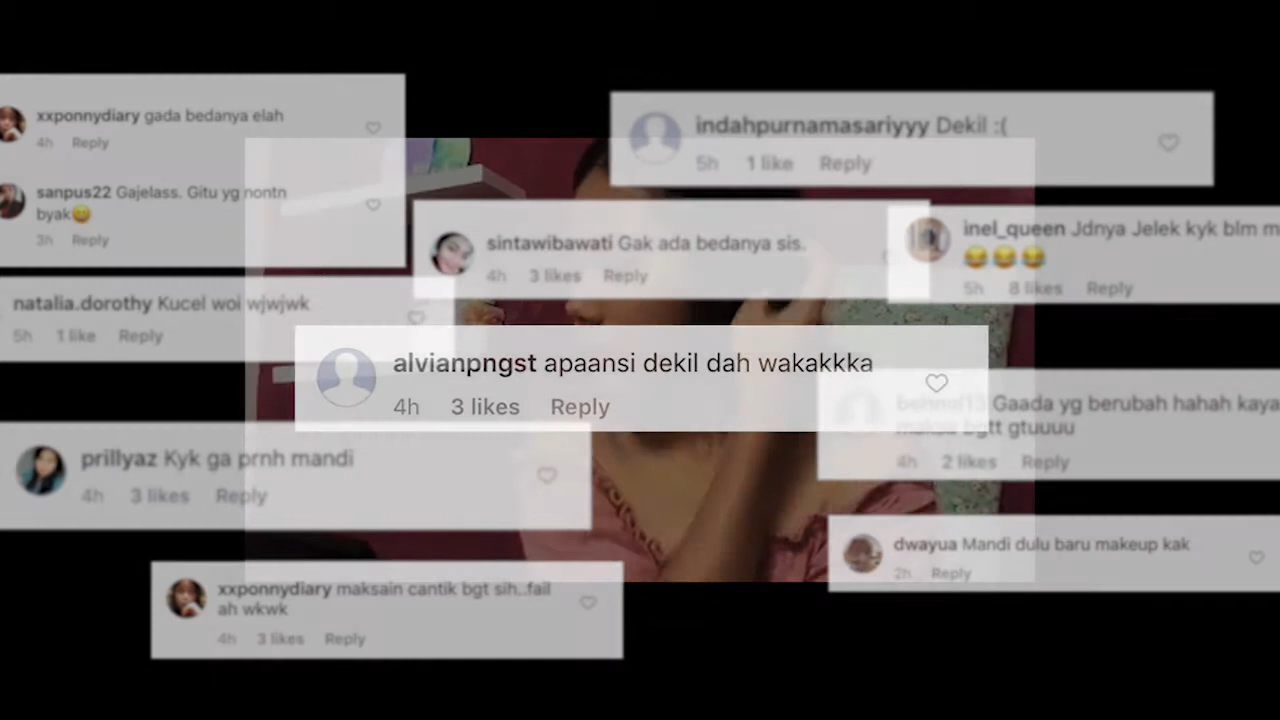 xxponnydiary gada bedanya elah
4h Reply
sanpus22 Gajelass. Gitu yg nontn
byak😀
3h Reply
natalia.dorothy Kucel woi wjwjwk
5h 1 like Reply
indahpurnamasariyyy Dekil :(
5h 1 like Reply
sintawibawati Gak ada bedanya sis.
4h 3 likes Reply
inel_queen Jdnya Jelek kyk blm
😂😂😂
5h 8 likes Reply
alvianpngst apaansi dekil dah wakakkka
4h 3 likes Reply
Gaada yg berubah hahah kaya
maksa bgtt gtuuuu
4h 2 likes Reply
prillyaz Kyk ga prnh mandi
4h 3 likes Reply
dwayua Mandi dulu baru makeup kak
2h Reply
xxponnydiary maksain cantik bgt sih..fail
ah wkwk
4h 3 likes Reply